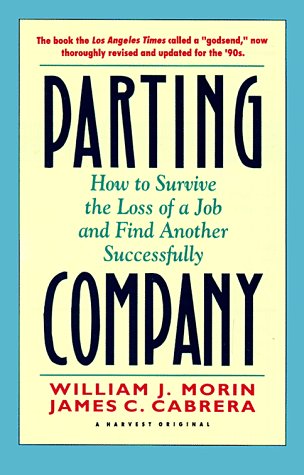 The book the Los Angeles Times called a "godsend," now
thoroughly revised and updated for the '90s.
PARTING
How to Survive
the Loss of a Job
and Find Another
Successfully
COMPANY
WILLIAM J. MORIN
JAMES C. CABRERA
A HARVEST ORIGINAL